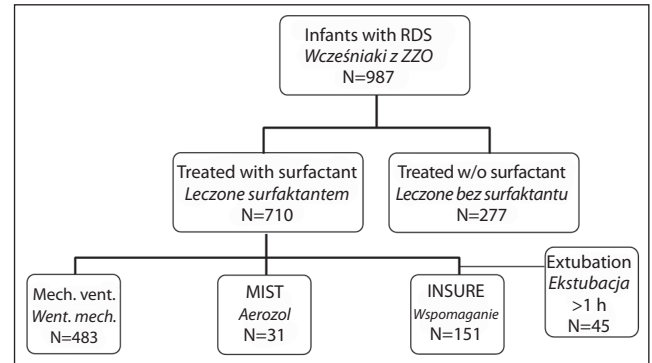 Infants with RDS
Wcześniaki z ZZO
N=987
Treated with surfactant
Leczone surfaktantem
N=710
Treated w/o surfactant
Leczone bez surfaktantu
N=277
Mech. vent.
Went. mech.
N=483
MIST
Aerozol
N=31
INSURE
Wspomaganie
N=151
Extubation
Ekstubacja
>1 h
N=45